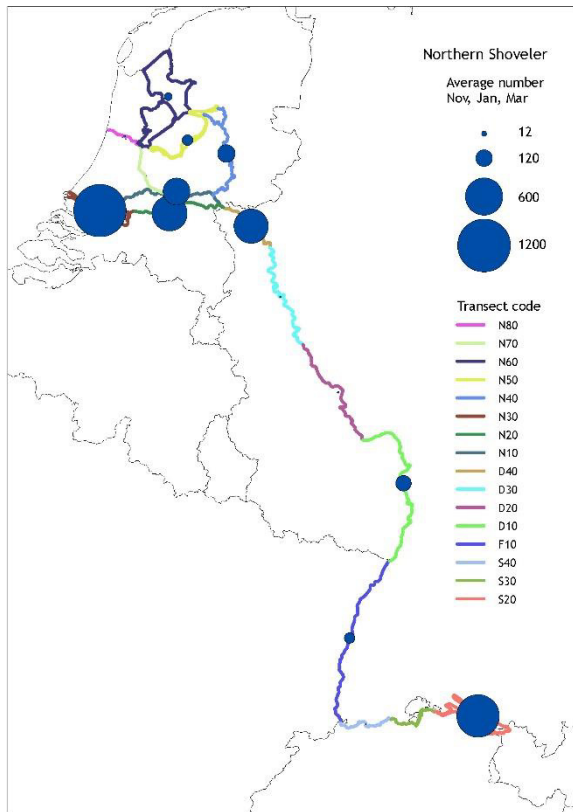 Northern Shoveler
Average number
Nov, Jan, Mar
12
120
600
1200
Transect code
N80
N70
N60
N50
N40
N30
N20
N10
D40
D30
D20
D10
F10
S40
S30
S20